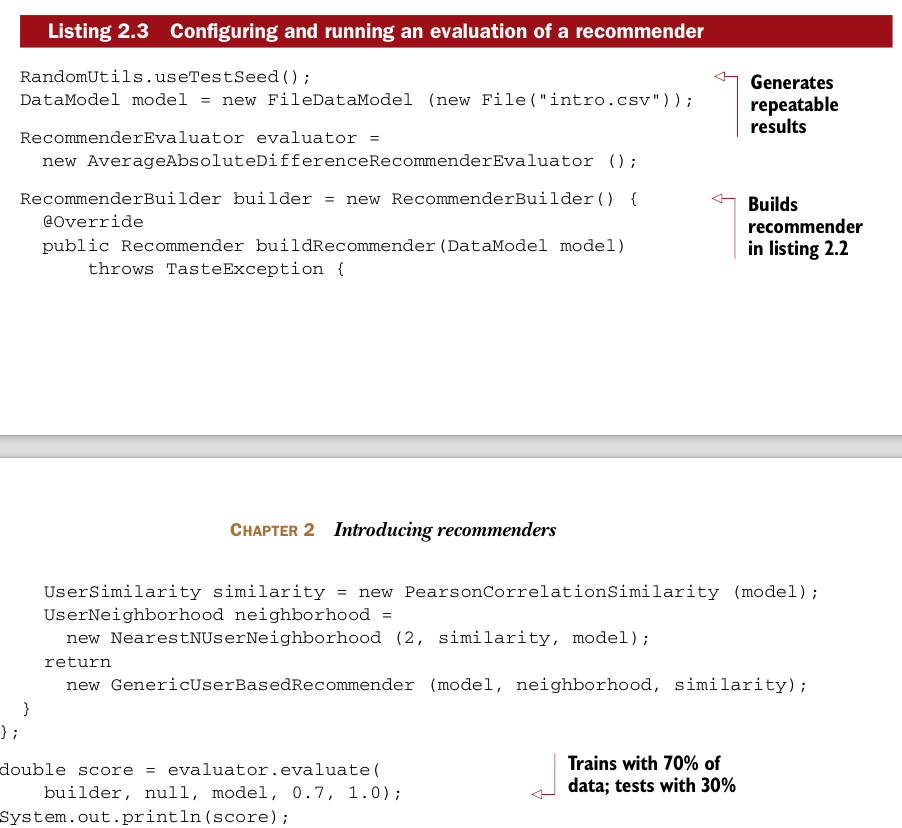 Listing 2.3 Configuring and running an evaluation of a recommender
RandomUtils.useTestSeed();
DataModel model = new FileDataModel (new File("intro.csv"));
Generates
repeatable
results
RecommenderEvaluator evaluator =
new AverageAbsoluteDifferenceRecommenderEvaluator ();
RecommenderBuilder builder = new RecommenderBuilder() {
@Override
public Recommender buildRecommender(DataModel model)
throws TasteException {
Builds
recommender
in listing 2.2
CHAPTER 2 Introducing recommenders
UserSimilarity similarity = new PearsonCorrelationSimilarity (model);
UserNeighborhood neighborhood =
new NearestNUserNeighborhood (2, similarity, model);
return
new GenericUserBasedRecommender (model, neighborhood, similarity);
}
};
double score = evaluator.evaluate(
builder, null, model, 0.7, 1.0);
System.out.println(score);
Trains with 70% of
data; tests with 30%